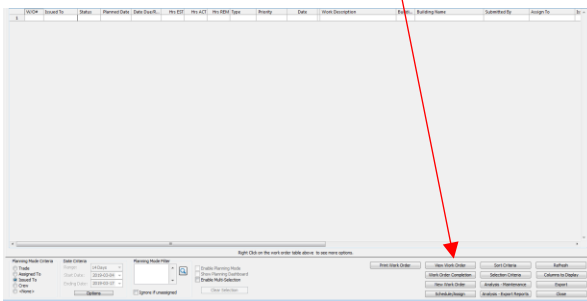 W/O# Issued To Status Planned Date Date Due/R... Hrs EST Hrs ACT Hrs REM Type Priority Date Work Description Buildi... Building Name Submitted By Assign To
Right Click on the work order table above to see more options.
Planning Mode Criteria Date Criteria Planning Mode Filter
Trade
Assigned To
Issued To
Crew
<None>
14 Days
Start Date 2019-03-04
Options
Enable Planning Mode
Show Planning Dashboard
Enable Multi-Selection
Ignore if unassigned
Clear Selection
Print Work Order View Work Order Sort Criteria Refresh
Work Order Completion Selection Criteria Columns to Display
New Work Order Analysis - Maintenance Export
Schedule/Assign Analysis - Export Reports Close